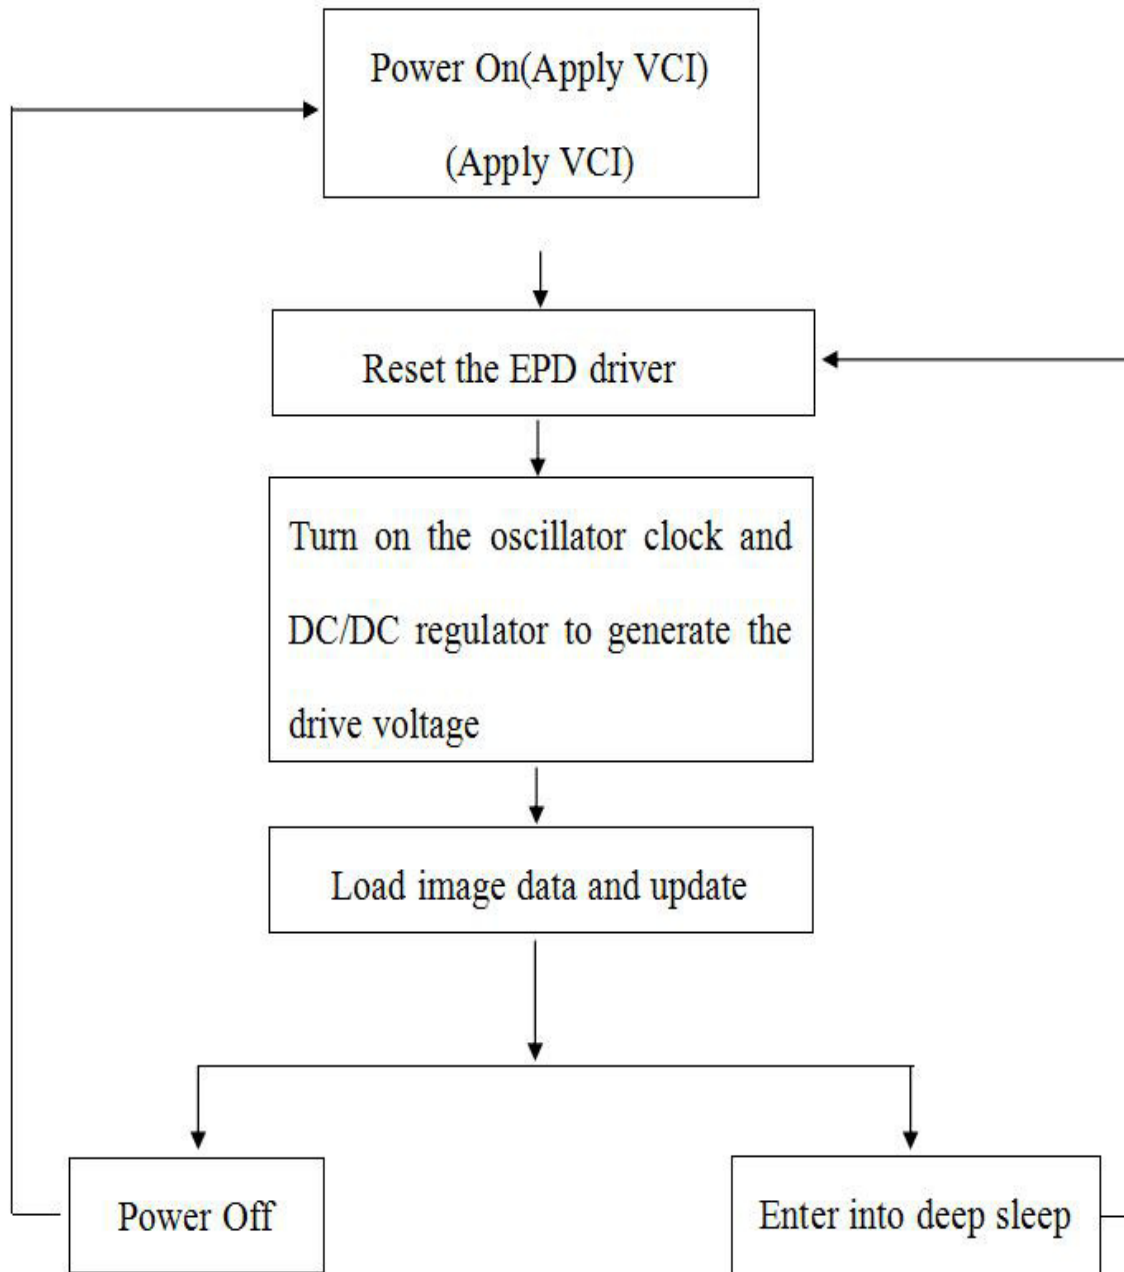 Power On(Apply VCI)
(Apply VCI)
Reset the EPD driver
Turn on the oscillator clock and
DC/DC regulator to generate the
drive voltage
Load image data and update
Power Off
Enter into deep sleep